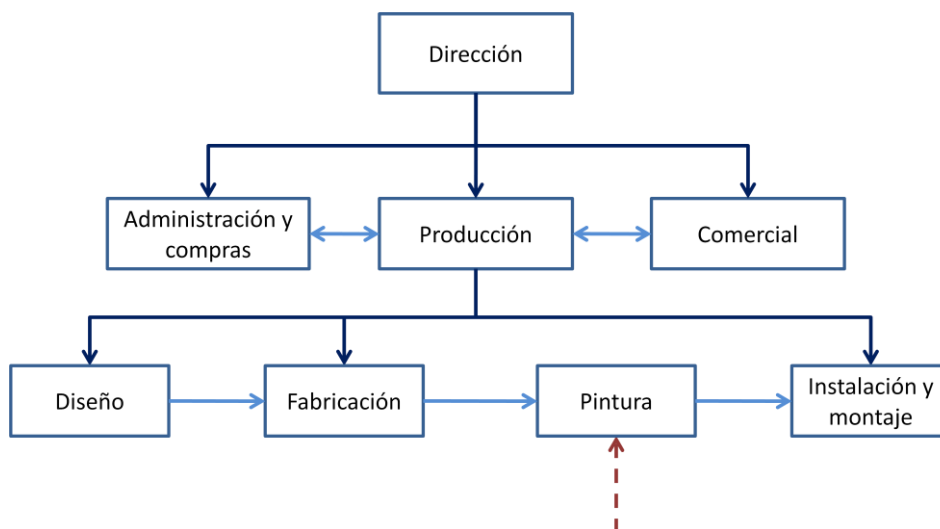 Dirección
Administración y
compras
Producción
Comercial
Diseño
Fabricación
Pintura
Instalación y
montaje